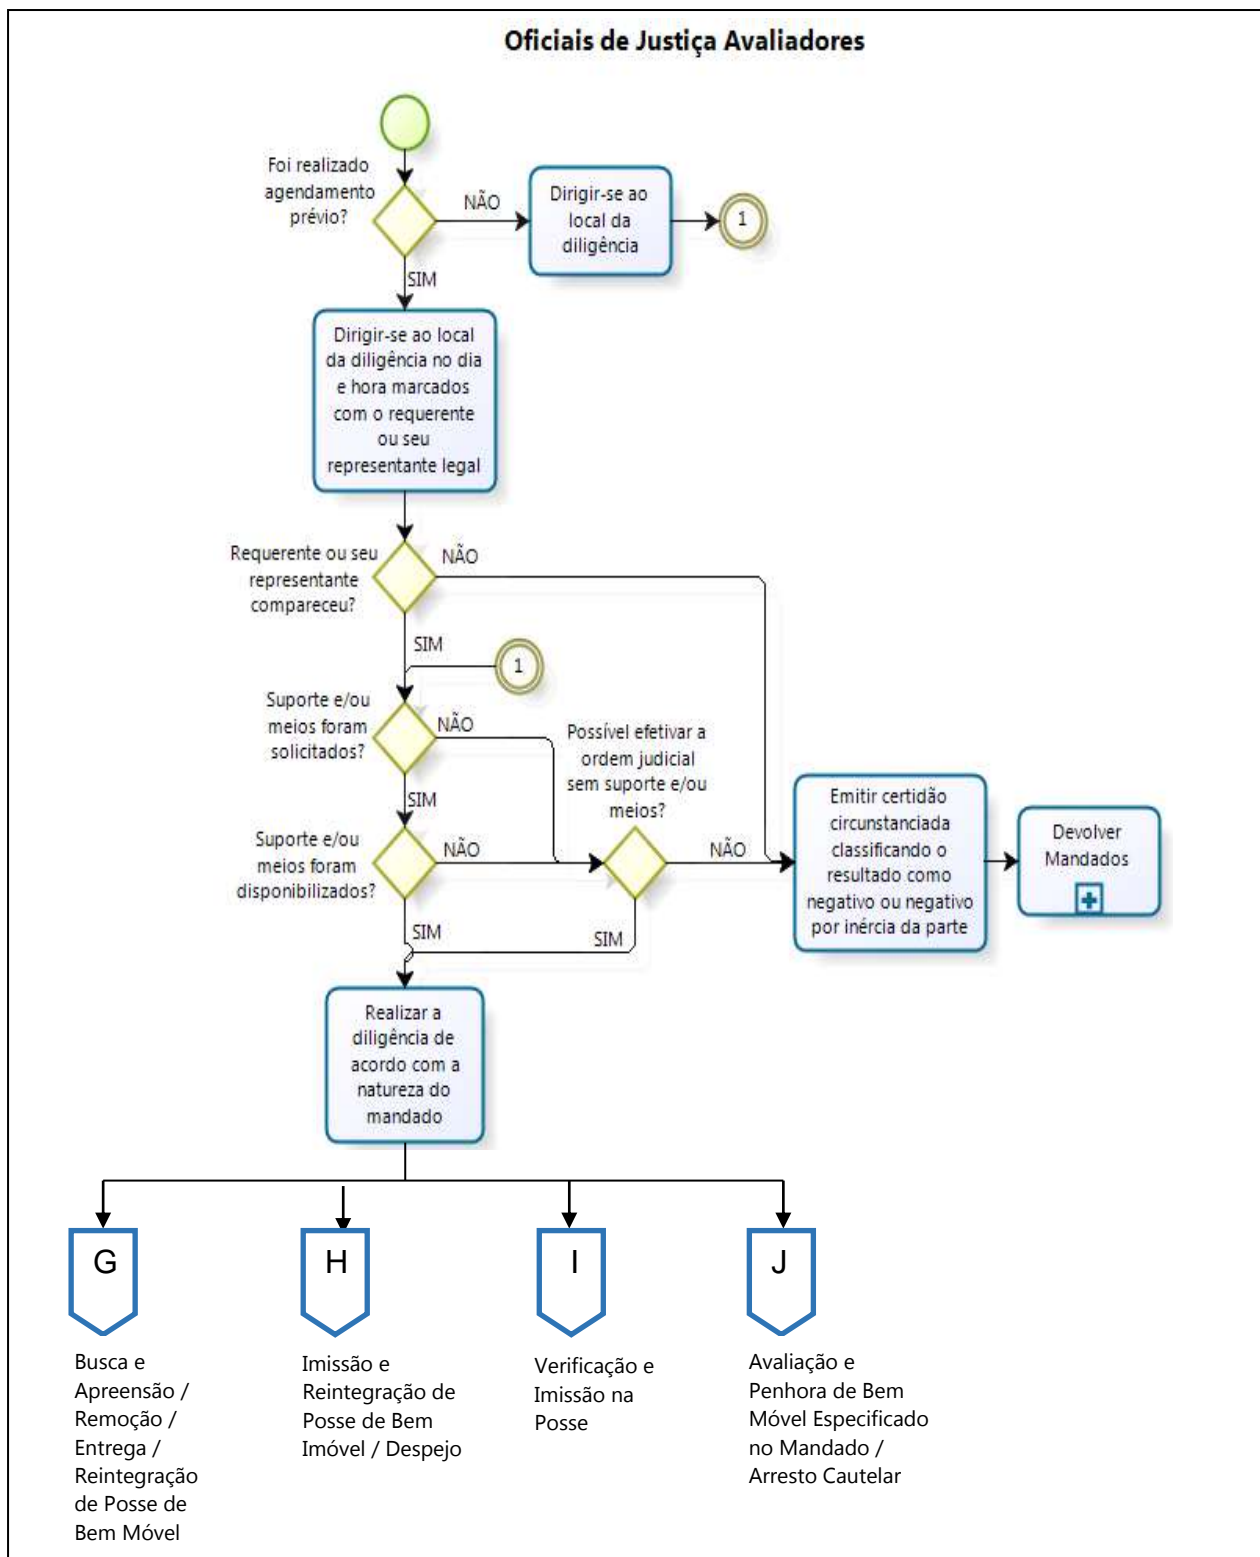 Oficiais de Justiça Avaliadores
Foi realizado
agendamento
prévio?
NÃO
Dirigir-se ao
local da
diligência
1
SIM
Dirigir-se ao local
da diligência no dia
e hora marcados
com o requerente
ou seu
representante legal
Requerente ou seu
representante
compareceu?
NÃO
SIM
1
Suporte e/ou
meios foram
solicitados?
NÃO
SIM
Possível efetivar a
ordem judicial
sem suporte e/ou
meios?
Suporte e/ou
meios foram
disponibilizados?
NÃO
SIM
NÃO
SIM
Emitir certidão
circunstanciada
classificando o
resultado como
negativo ou negativo
por inércia da parte
Devolver
Mandados
Realizar a
diligência de
acordo com a
natureza do
mandado
G
Busca e
Apreensão /
Remoção /
Entrega /
Reintegração
de Posse de
Bem Móvel
H
Imissão e
Reintegração de
Posse de Bem
Imóvel / Despejo
I
Verificação e
Imissão na
Posse
J
Avaliação e
Penhora de Bem
Móvel Especificado
no Mandado /
Arresto Cautelar